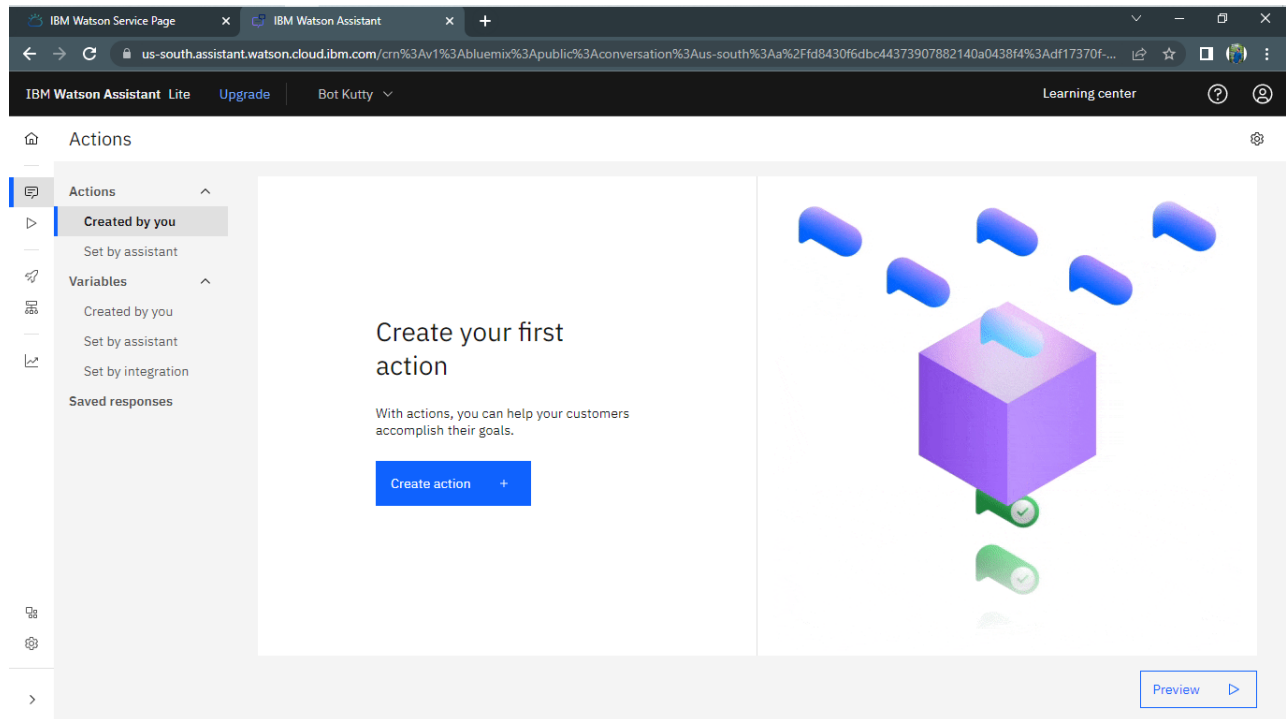 IBM Watson Service Page
IBM Watson Assistant
us-south.assistant.watson.cloud.ibm.com/crn%3Av1%3Abluemix%3Apublic%3Aconversation%3Aus-south%3Aa%2Ffd8430f6dbc44373907882140a0438f4%3Adf17370f-...
IBM Watson Assistant Lite Upgrade Bot Kutty Learning center
Actions
Actions
Created by you
Set by assistant
Variables
Created by you
Set by assistant
Set by integration
Saved responses
Create your first
action
With actions, you can help your customers
accomplish their goals.
Create action +
Preview